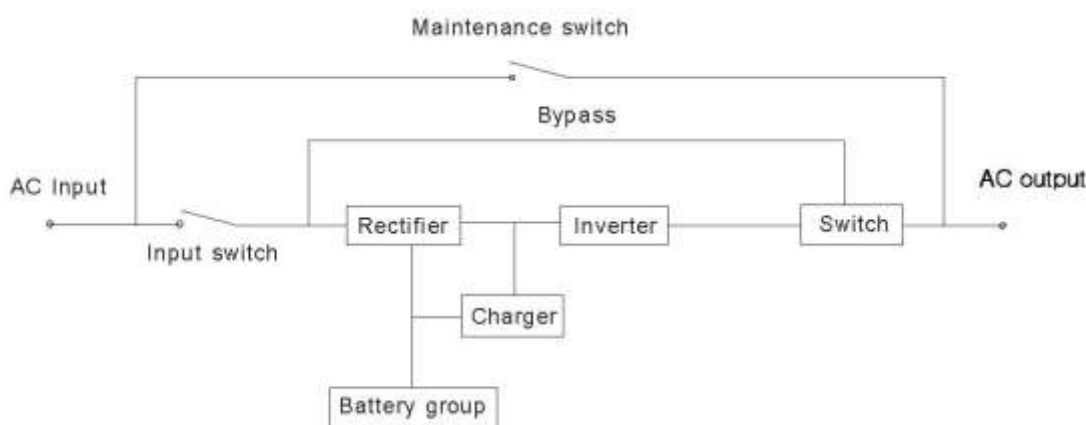 Maintenance switch
Bypass
AC Input
AC output
Input switch
Rectifier
Inverter
Switch
Charger
Battery group